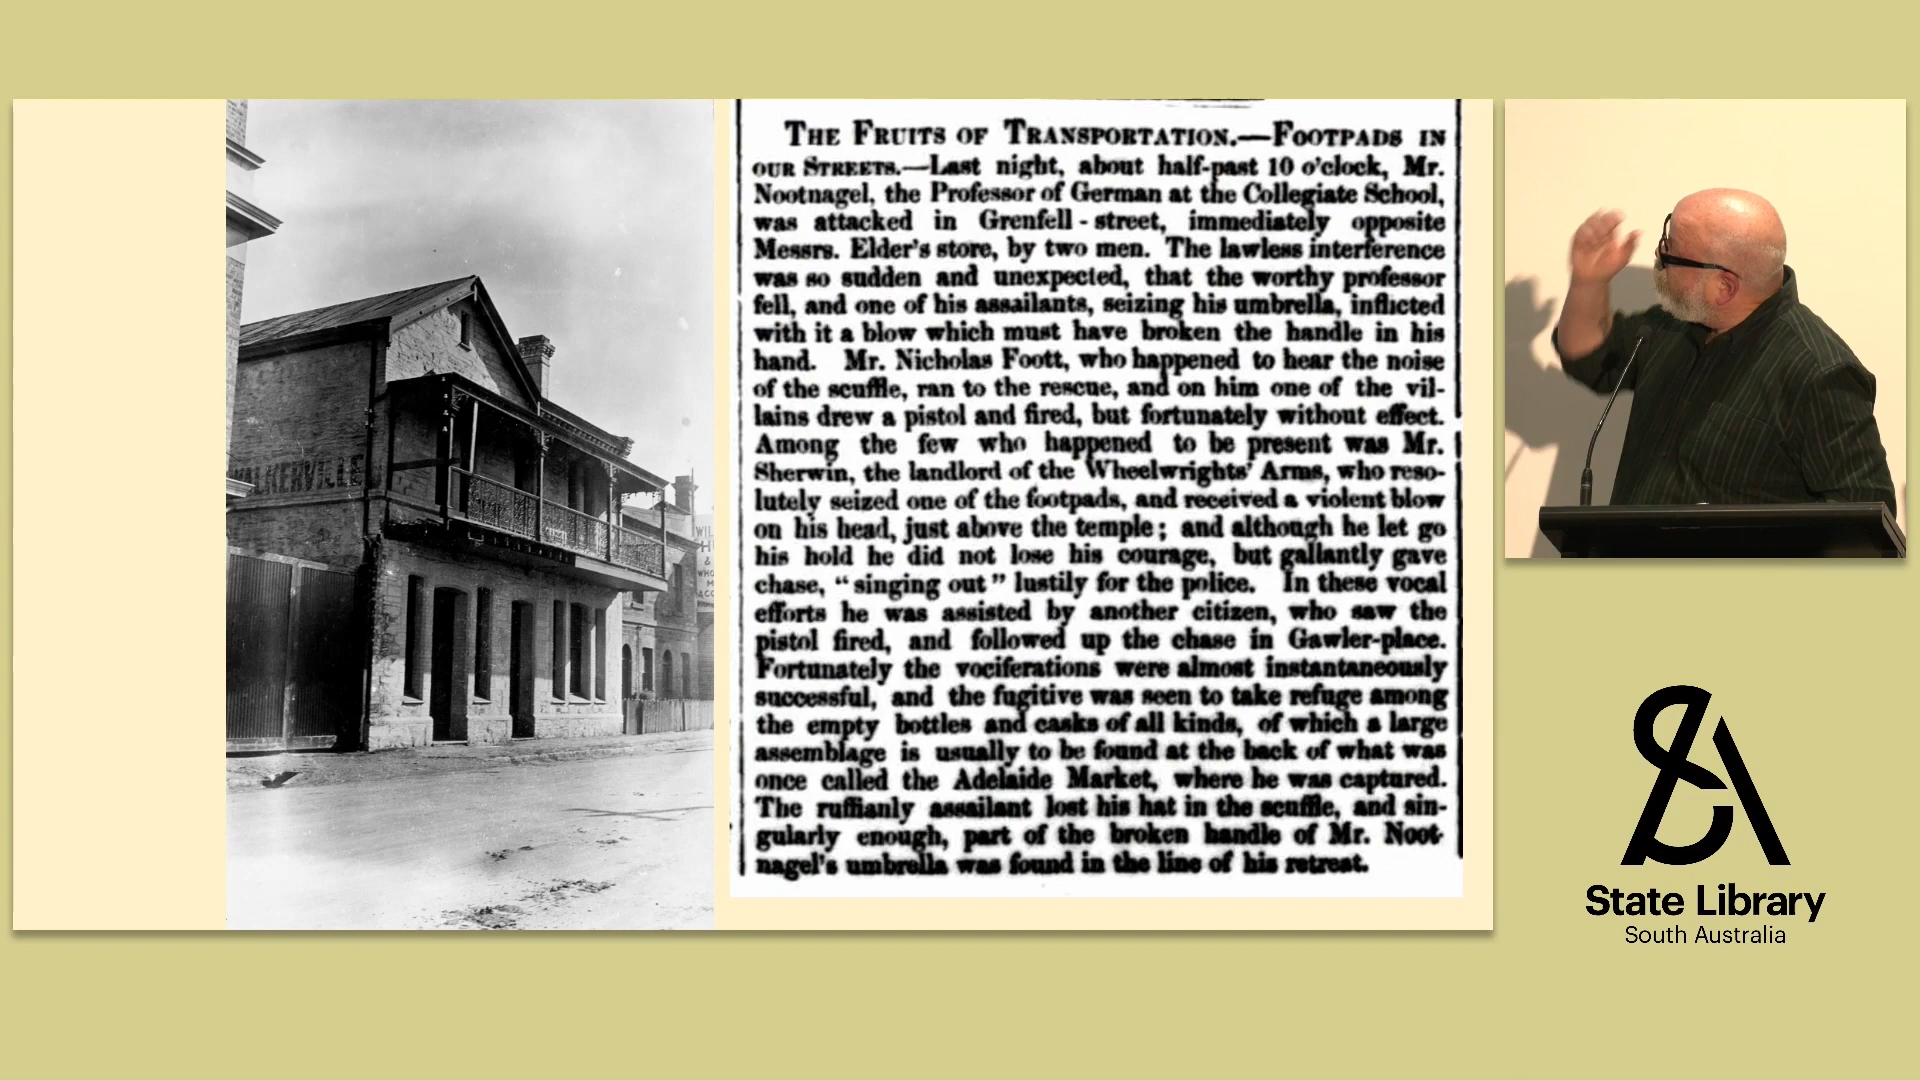 THE FRUITS OF TRANSPORTATION.—FOOTPADS IN
OUR STREETS.—Last night, about half-past 10 o'clock, Mr.
Nootnagel, the Professor of German at the Collegiate School,
was attacked in Grenfell-street, immediately opposite
Messrs. Elder's store, by two men. The lawless interference
was so sudden and unexpected, that the worthy professor
fell, and one of his assailants, seizing his umbrella, inflicted
with it a blow which must have broken the handle in his
hand. Mr. Nicholas Foott, who happened to hear the noise
of the scuffle, ran to the rescue, and on him one of the vil-
lains drew a pistol and fired, but fortunately without effect.
Among the few who happened to be present was Mr.
Sherwin, the landlord of the Wheelwrights' Arms, who reso-
lutely seized one of the footpads, and received a violent blow
on his head, just above the temple; and although he let go
his hold he did not lose his courage, but gallantly gave
chase, "singing out" lustily for the police. In these vocal
efforts he was assisted by another citizen, who saw the
pistol fired, and followed up the chase in Gawler-place.
Fortunately the vociferations were almost instantaneously
successful, and the fugitive was seen to take refuge among
the empty bottles and casks of all kinds, of which a large
assemblage is usually to be found at the back of what was
once called the Adelaide Market, where he was captured.
The ruffianly assailant lost his hat in the scuffle, and sin-
gularly enough, part of the broken handle of Mr. Noot-
nagel's umbrella was found in the line of his retreat.
ALKERVILLE
State Library
South Australia